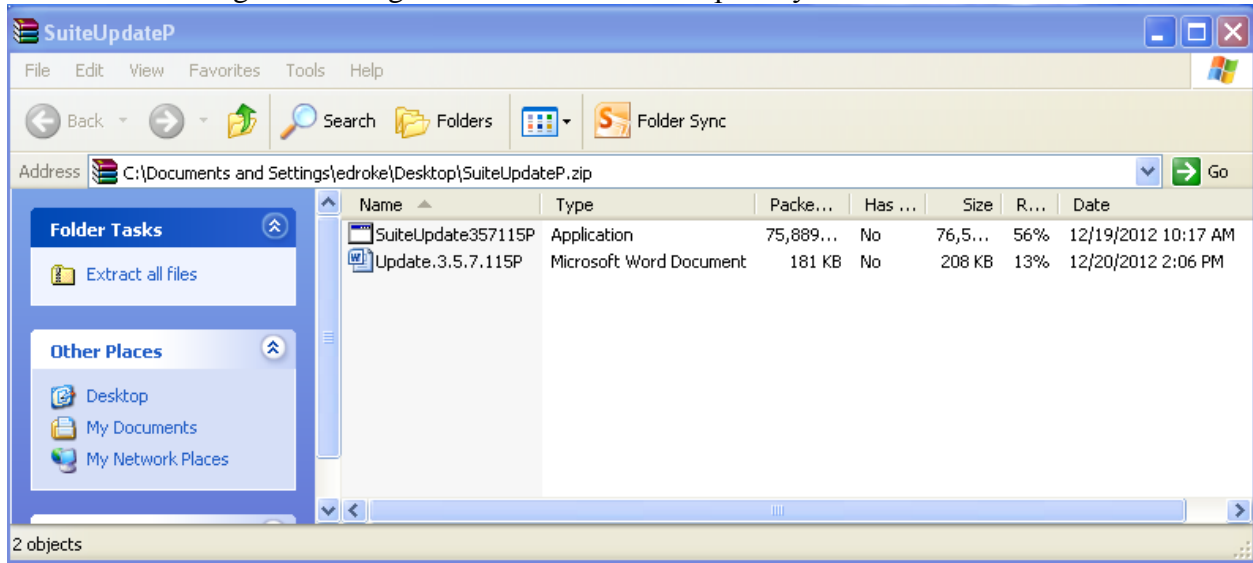 SuiteUpdateP
File Edit View Favorites Tools Help
Back Search Folders Folder Sync
Address C:\Documents and Settings\edroke\Desktop\SuiteUpdateP.zip Go
Name Type Packe... Has ... Size R... Date
Folder Tasks
SuiteUpdate357115P Application 75,889... No 76,5... 56% 12/19/2012 10:17 AM
Update.3.5.7.115P Microsoft Word Document 181 KB No 208 KB 13% 12/20/2012 2:06 PM
Extract all files
Other Places
Desktop
My Documents
My Network Places
2 objects